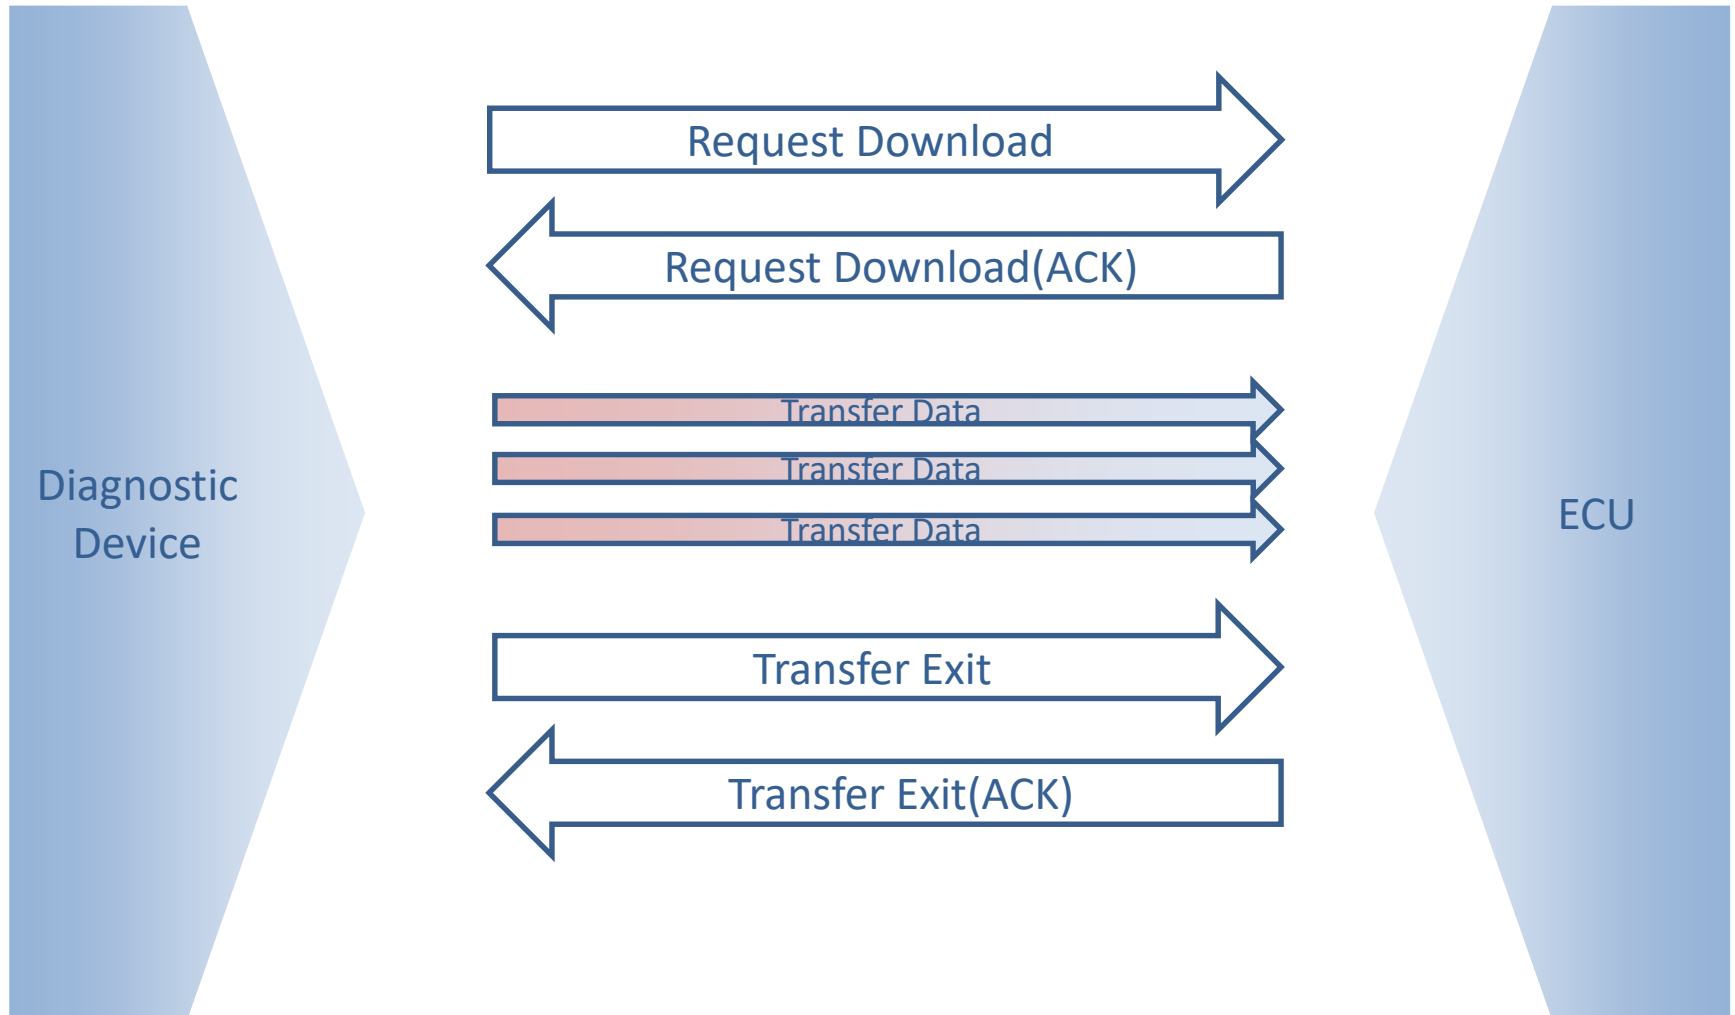 Request Download
Request Download(ACK)
Transfer Data
Transfer Data
Transfer Data
Diagnostic
Device
ECU
Transfer Exit
Transfer Exit(ACK)